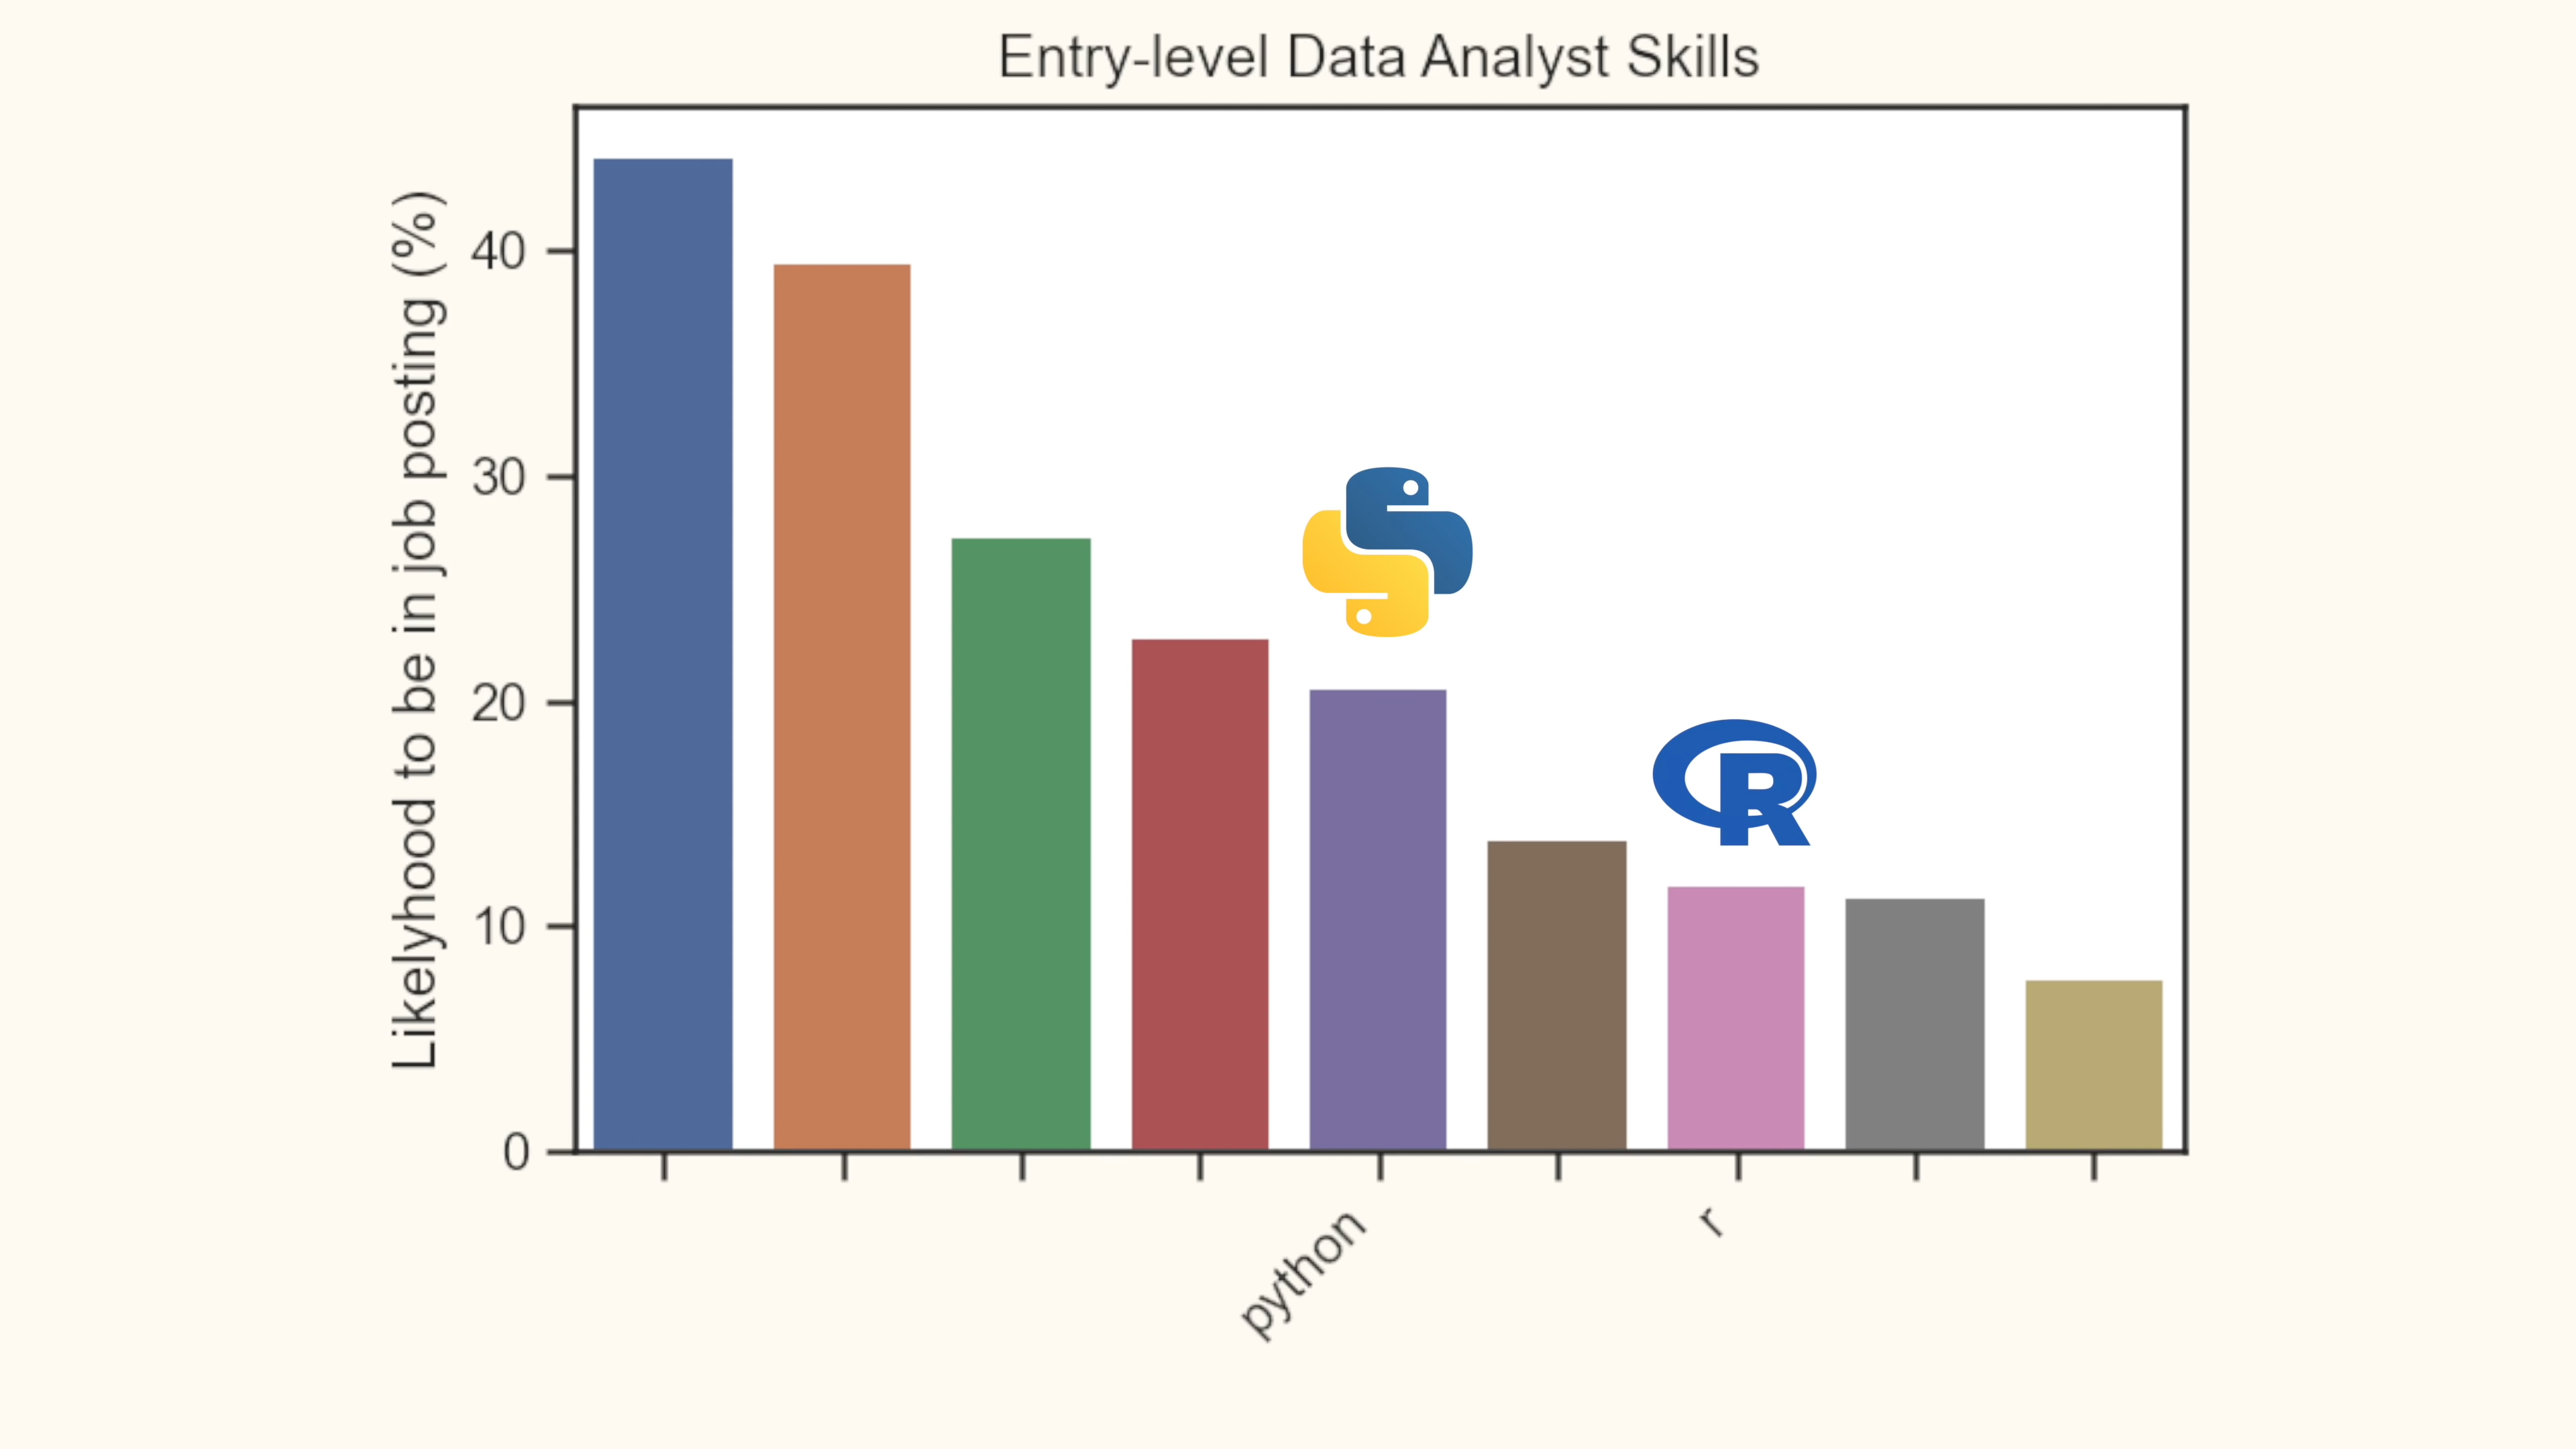 Entry-level Data Analyst Skills
Likelyhood to be in job posting (%)
40
30
20
10
0
R
python
r